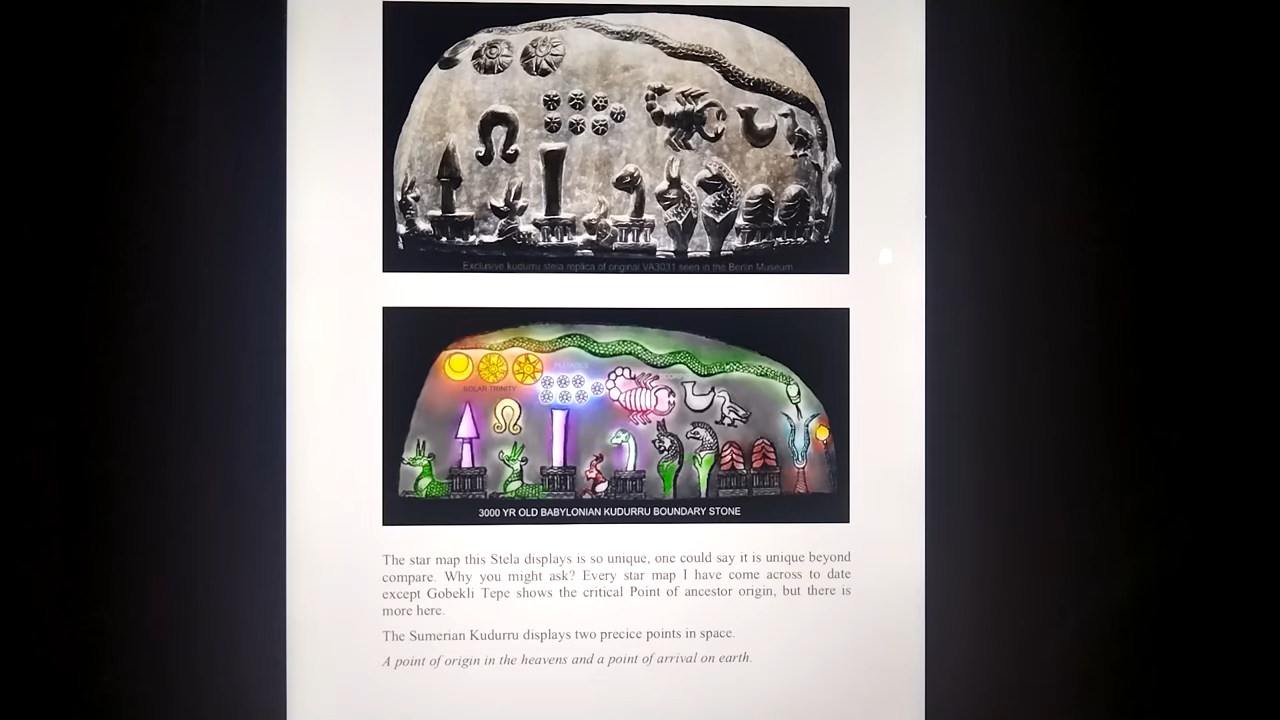 Exclusive kudurru stela replica of original VA3031 seen in the Berlin Museum
PLEIADES
SOLAR TRINITY
3000 YR OLD BABYLONIAN KUDURRU BOUNDARY STONE
The star map this Stela displays is so unique, one could say it is unique beyond
compare. Why you might ask? Every star map I have come across to date
except Gobekli Tepe shows the critical Point of ancestor origin, but there is
more here.
The Sumerian Kudurru displays two precice points in space.
A point of origin in the heavens and a point of arrival on earth.